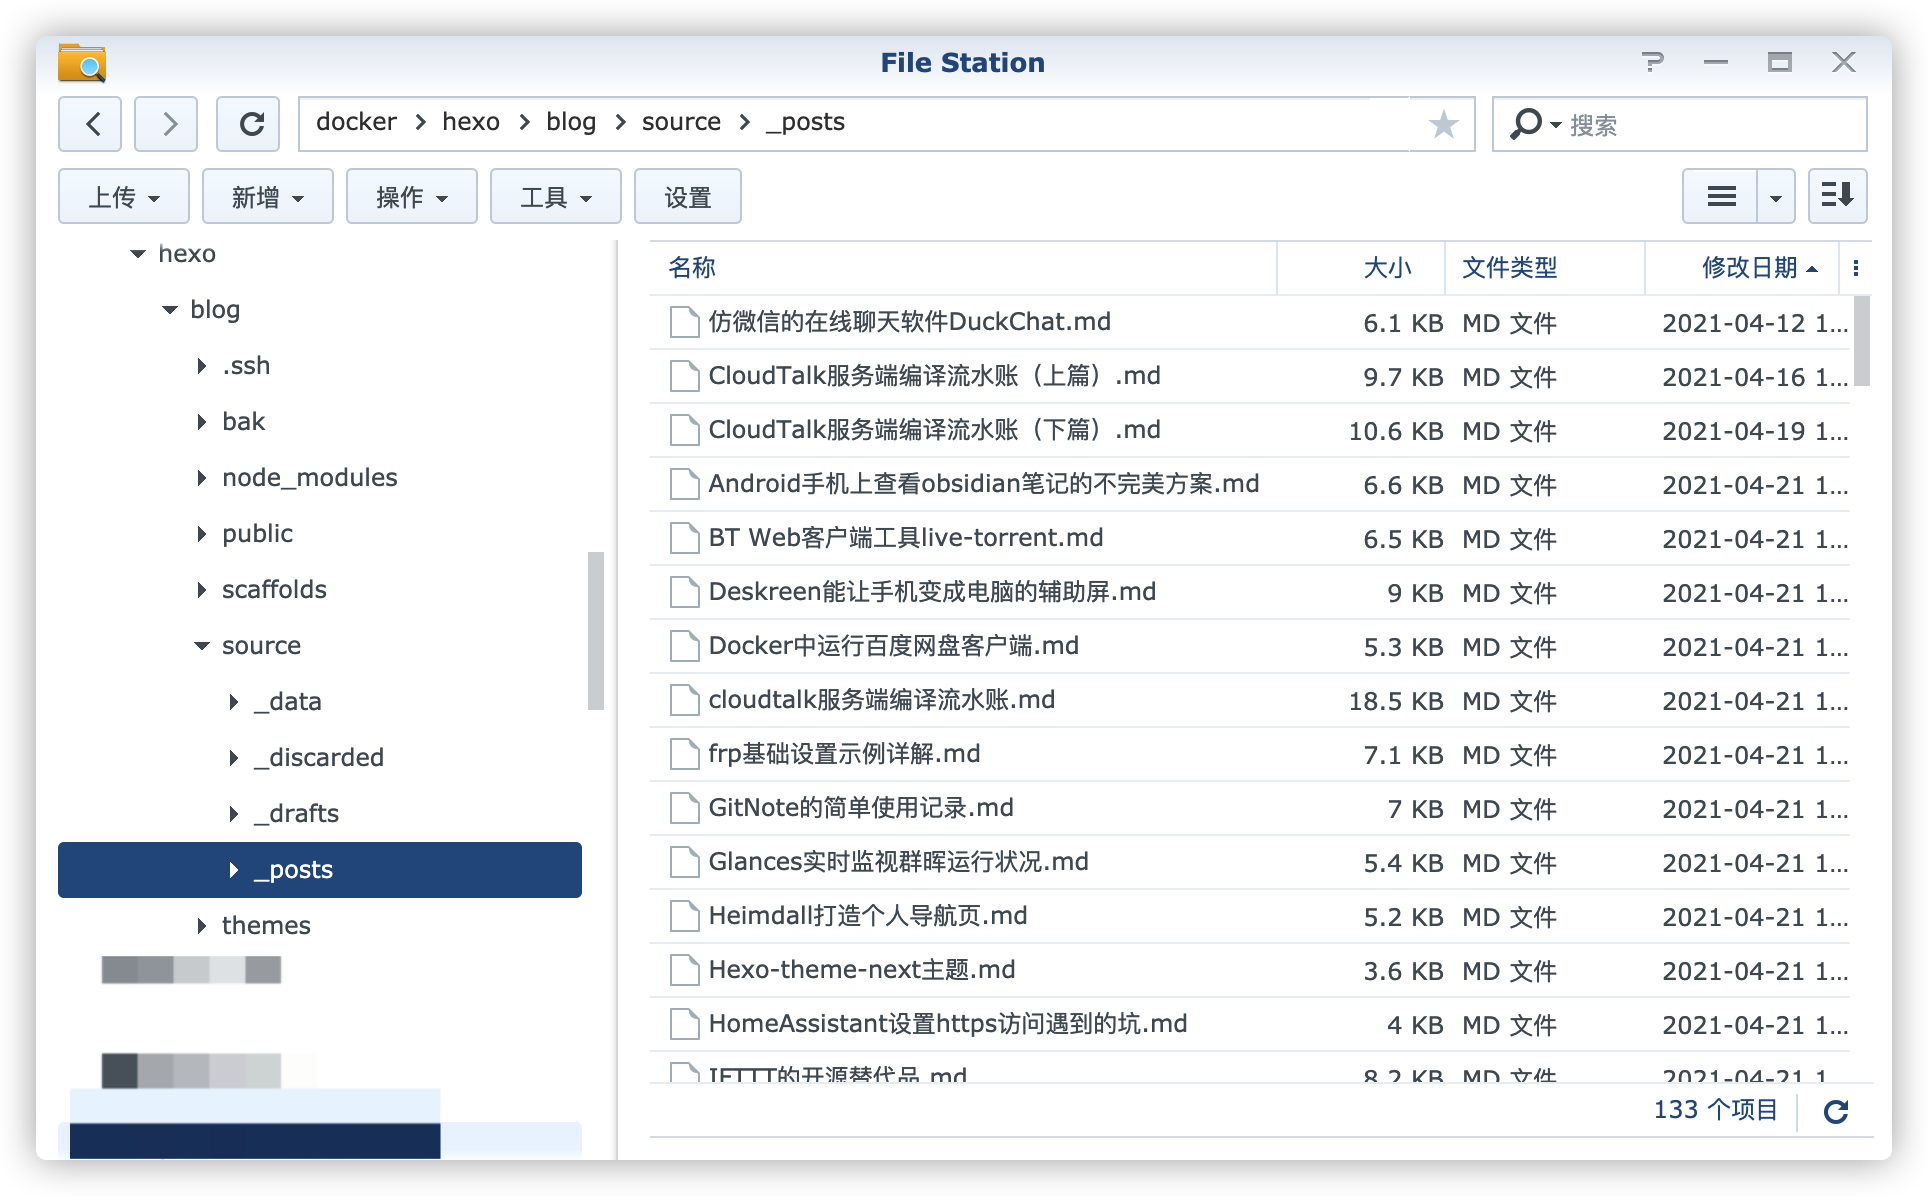 File Station
docker > hexo > blog > source > _posts
搜索
上传 新增 操作 工具 设置
hexo
blog
.ssh
bak
node_modules
public
scaffolds
source
_data
_discarded
_drafts
_posts
themes
名称 大小 文件类型 修改日期
仿微信的在线聊天软件DuckChat.md 6.1 KB MD 文件 2021-04-12 1...
CloudTalk服务端编译流水账（上篇）.md 9.7 KB MD 文件 2021-04-16 1...
CloudTalk服务端编译流水账（下篇）.md 10.6 KB MD 文件 2021-04-19 1...
Android手机上查看obsidian笔记的不完美方案.md 6.6 KB MD 文件 2021-04-21 1...
BT Web客户端工具live-torrent.md 6.5 KB MD 文件 2021-04-21 1...
Deskreen能让手机变成电脑的辅助屏.md 9 KB MD 文件 2021-04-21 1...
Docker中运行百度网盘客户端.md 5.3 KB MD 文件 2021-04-21 1...
cloudtalk服务端编译流水账.md 18.5 KB MD 文件 2021-04-21 1...
frp基础设置示例详解.md 7.1 KB MD 文件 2021-04-21 1...
GitNote的简单使用记录.md 7 KB MD 文件 2021-04-21 1...
Glances实时监视群晖运行状况.md 5.4 KB MD 文件 2021-04-21 1...
Heimdall打造个人导航页.md 5.2 KB MD 文件 2021-04-21 1...
Hexo-theme-next主题.md 3.6 KB MD 文件 2021-04-21 1...
HomeAssistant设置https访问遇到的坑.md 4 KB MD 文件 2021-04-21 1...
IFTTT的开源替代品.md 8.2 KB MD 文件 2021-04-21 1...
133 个项目